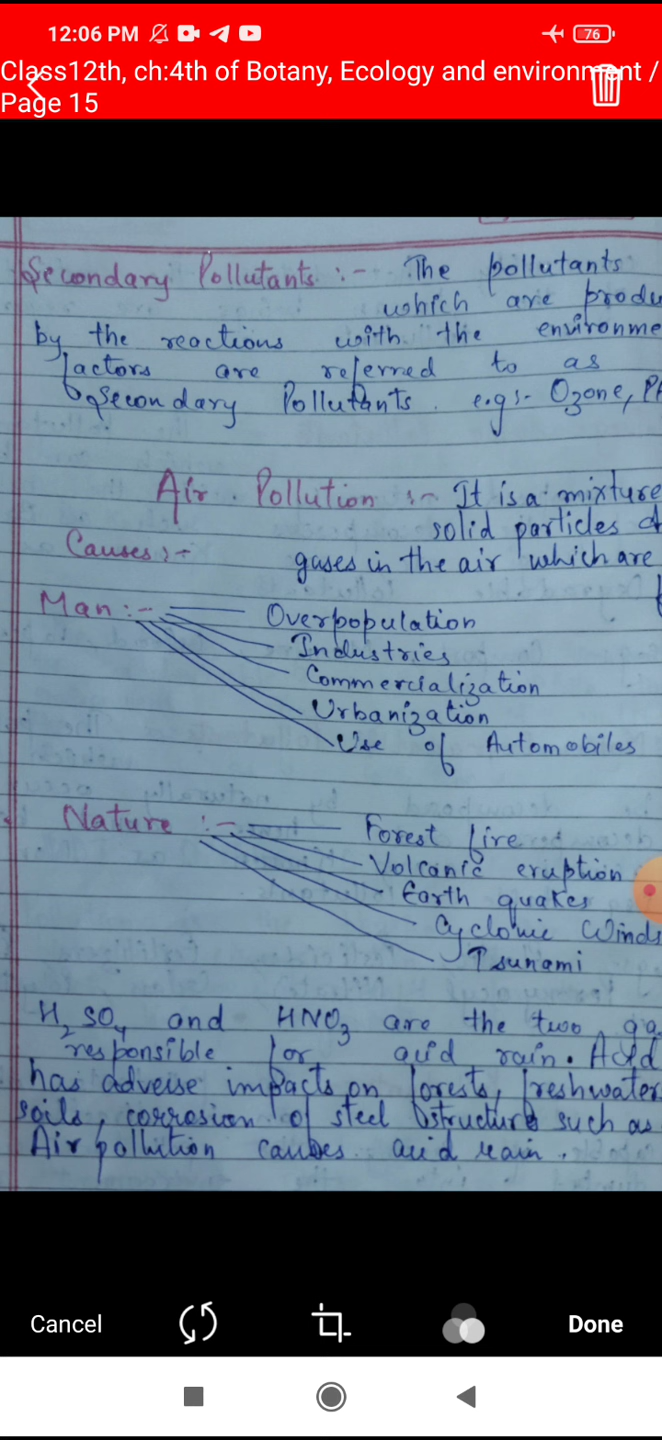 12:06 PM
76
Class12th, ch:4th of Botany, Ecology and environment /
Page 15
Secondary Pollutants :- The pollutants
which are produ
by the reactions with the environme
factors are referred to as
Secondary Pollutants. e.gs:- Ozone, P
Air Pollution :- It is a mixture
solid particles &
Causes :-
gases in the air which are
Man :- Overpopulation
Industries
Commercialization
Urbanization
Use of Automobiles
Nature :- Forest fire
Volcanic eruption
Earth quakes
Cyclonic Winds
Tsunami
H2SO4 and HNO3 are the two ga
responsible for acid rain. Acid
has adverse impacts on forests, freshwater
soils, corrosion of steel structures such as
Air pollution causes acid rain.
Cancel
Done